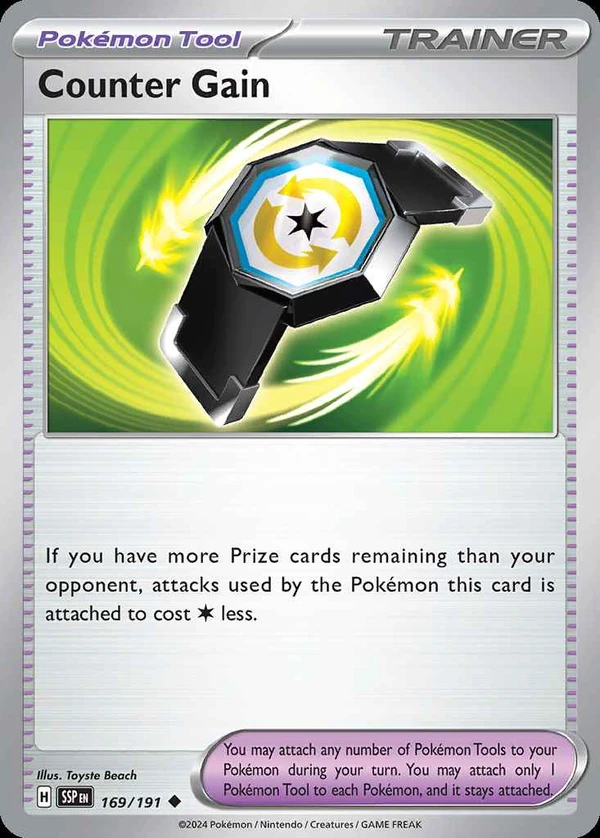 Pokémon Tool
TRAINER
Counter Gain
If you have more Prize cards remaining than your
opponent, attacks used by the Pokémon this card is
attached to cost less.
You may attach any number of Pokémon Tools to your
Pokémon during your turn. You may attach only 1
Pokémon Tool to each Pokémon, and it stays attached.
Illus. Toyste Beach
H SSP EN 169/191
©2024 Pokémon / Nintendo / Creatures / GAME FREAK